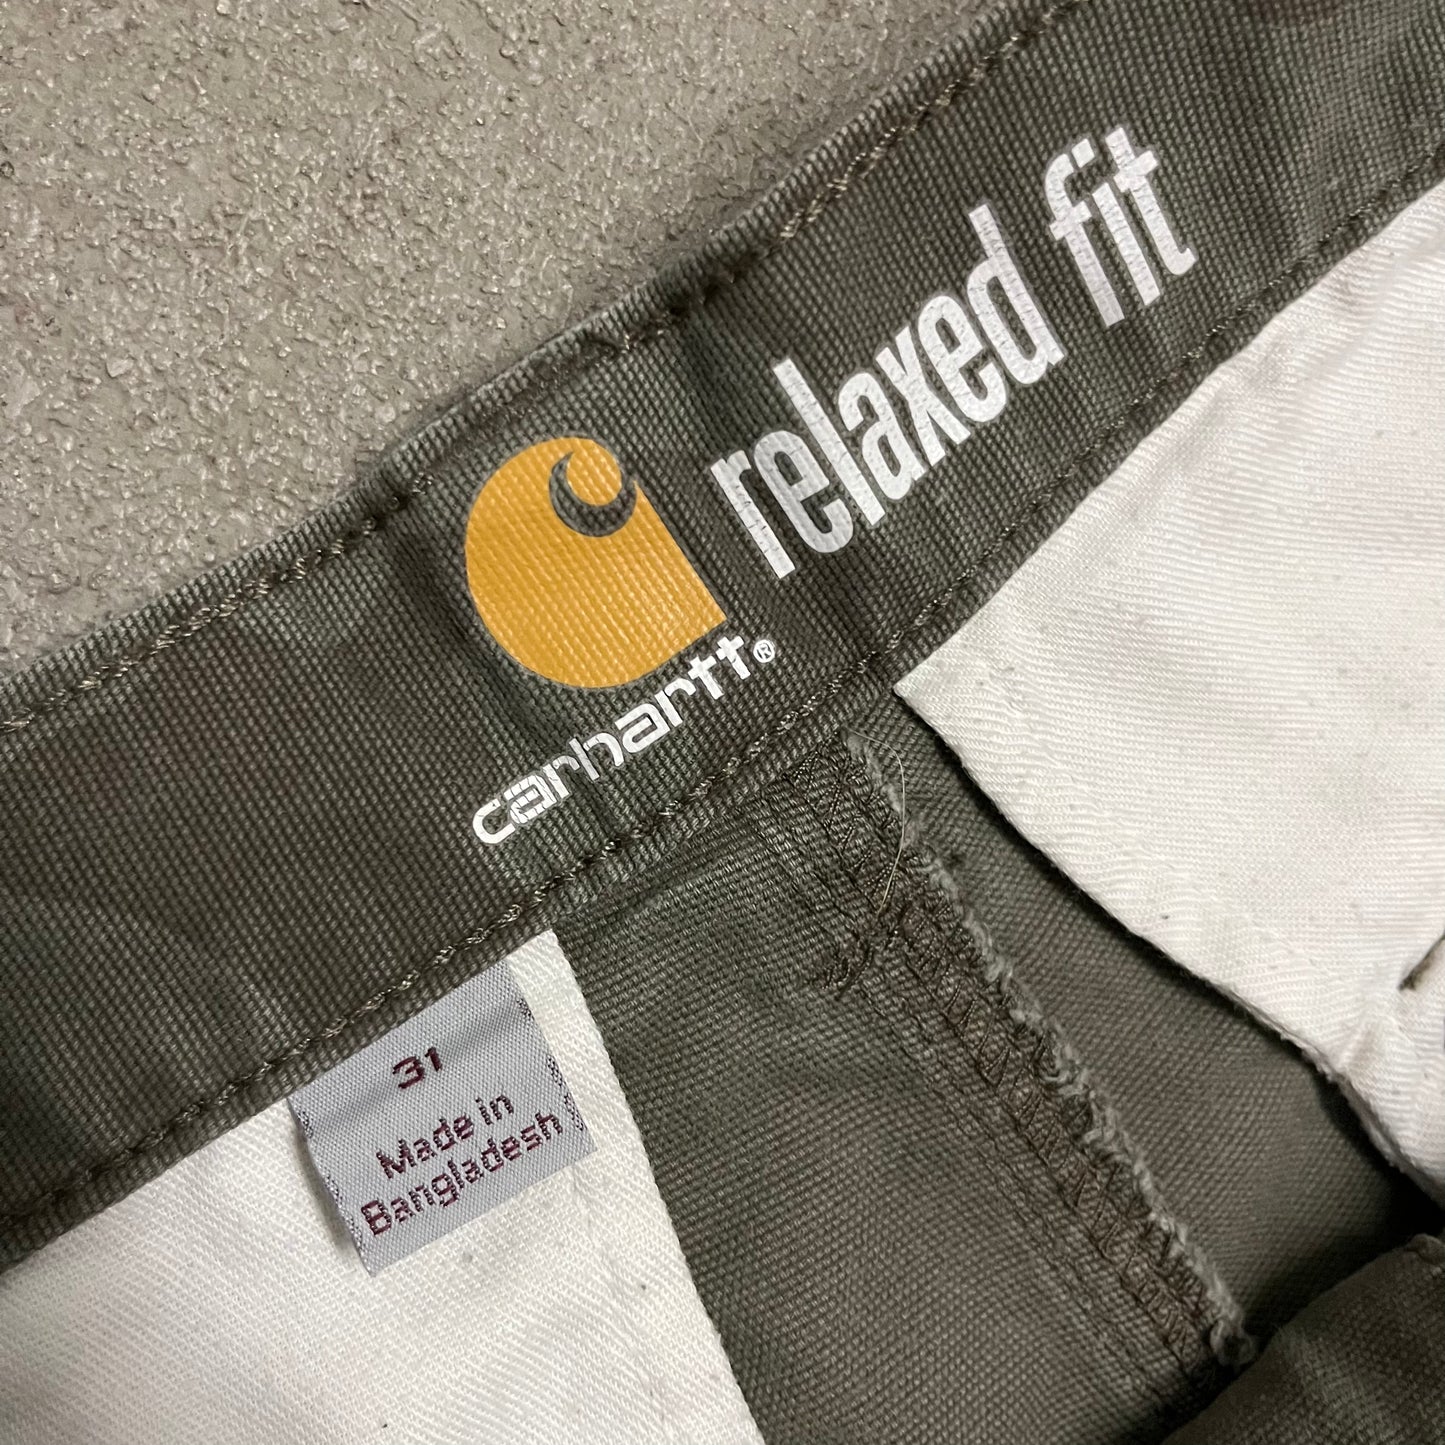 relaxed fit
carhartt®
31
Made in
Bangladesh